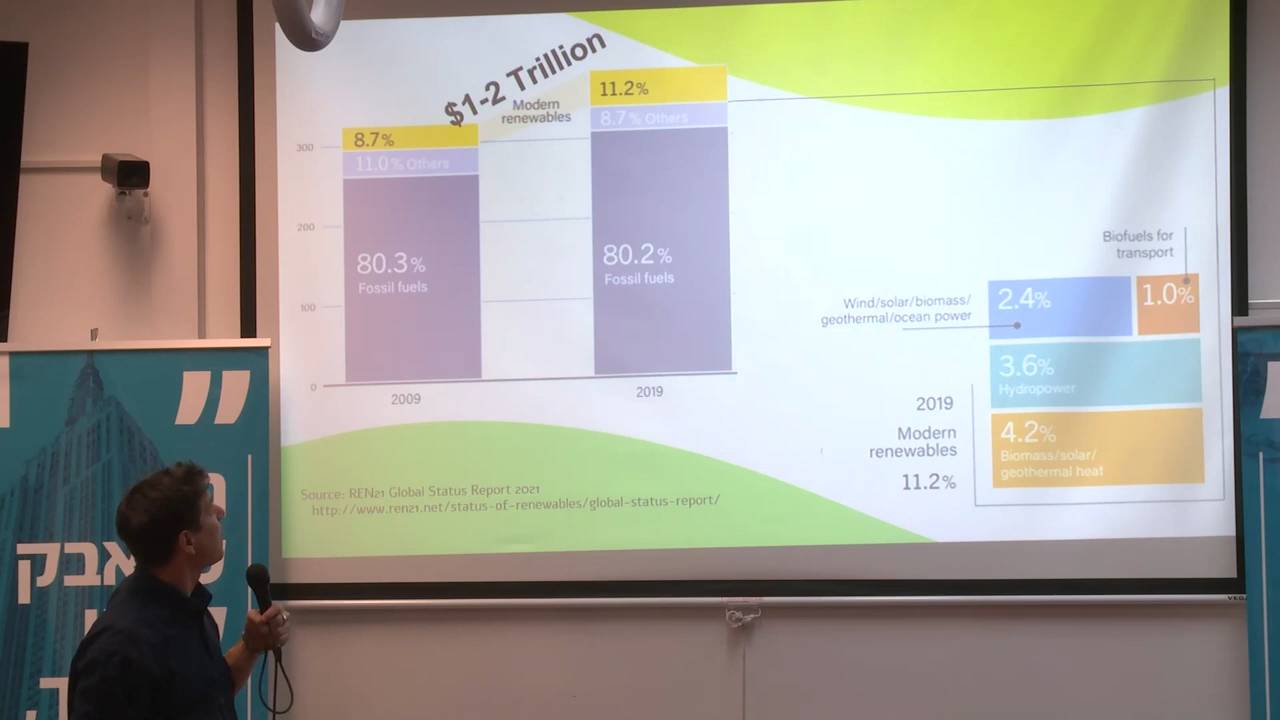 $1-2 Trillion
Modern
renewables
11.2%
8.7% Others
80.2%
Fossil fuels
8.7%
11.0% Others
80.3%
Fossil fuels
300
200
100
0
2009
2019
Biofuels for
transport
Wind/solar/biomass/
geothermal/ocean power
2.4%
1.0%
3.6%
Hydropower
4.2%
Biomass/solar/
geothermal heat
2019
Modern
renewables
11.2%
Source: REN21 Global Status Report 2021
http://www.ren21.net/status-of-renewables/global-status-report/